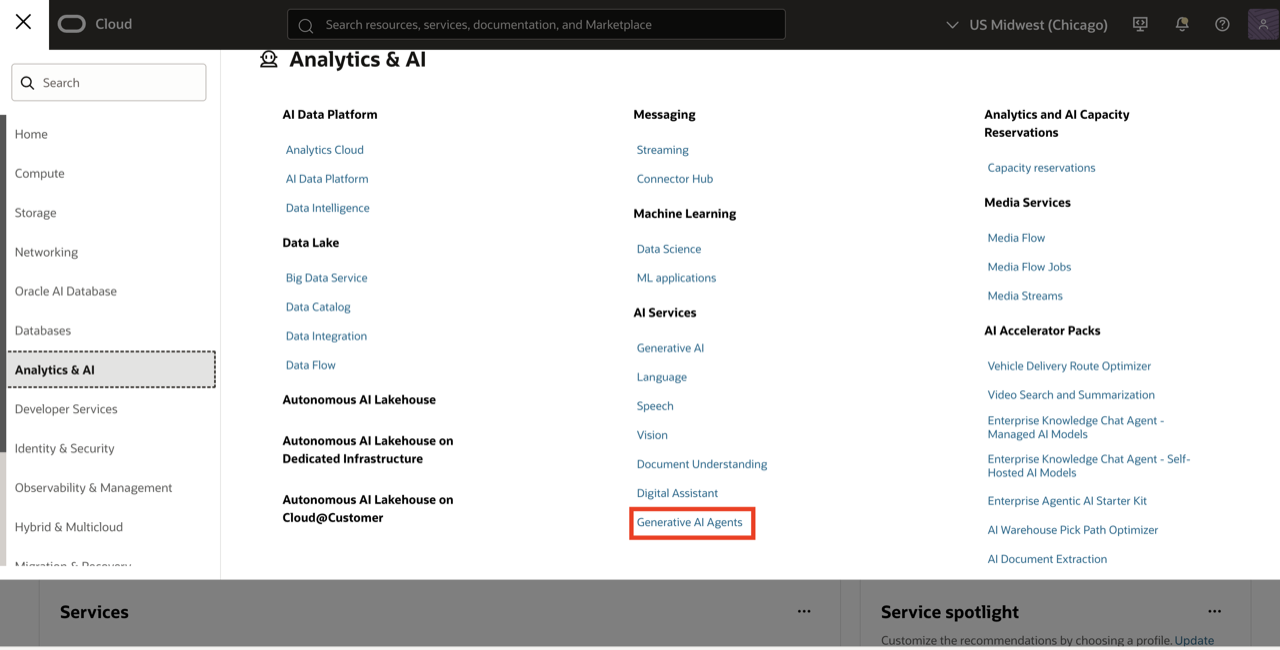 Cloud
Search resources, services, documentation, and Marketplace
US Midwest (Chicago)
Search
Home
Compute
Storage
Networking
Oracle AI Database
Databases
Analytics & AI
Developer Services
Identity & Security
Observability & Management
Hybrid & Multicloud
Migration & Recovery
Analytics & AI
AI Data Platform
Analytics Cloud
AI Data Platform
Data Intelligence
Data Lake
Big Data Service
Data Catalog
Data Integration
Data Flow
Autonomous AI Lakehouse
Autonomous AI Lakehouse on
Dedicated Infrastructure
Autonomous AI Lakehouse on
Cloud@Customer
Messaging
Streaming
Connector Hub
Machine Learning
Data Science
ML applications
AI Services
Generative AI
Language
Speech
Vision
Document Understanding
Digital Assistant
Generative AI Agents
Analytics and AI Capacity
Reservations
Capacity reservations
Media Services
Media Flow
Media Flow Jobs
Media Streams
AI Accelerator Packs
Vehicle Delivery Route Optimizer
Video Search and Summarization
Enterprise Knowledge Chat Agent -
Managed AI Models
Enterprise Knowledge Chat Agent - Self-
Hosted AI Models
Enterprise Agentic AI Starter Kit
AI Warehouse Pick Path Optimizer
AI Document Extraction
Services
Service spotlight
Customize the recommendations by choosing a profile. Update